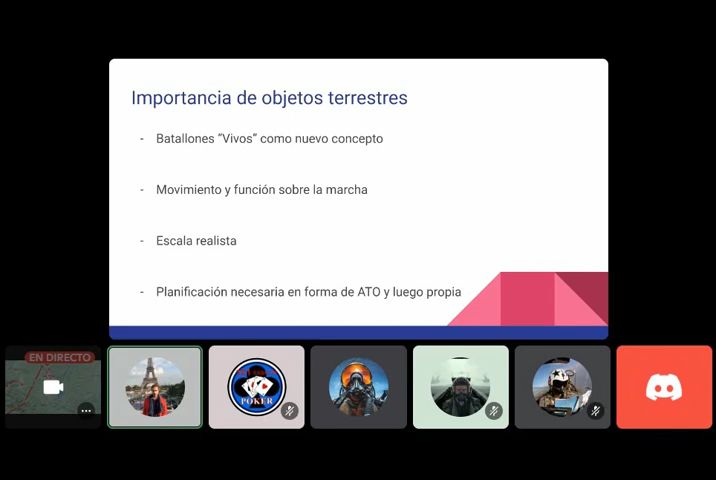 Importancia de objetos terrestres
- Batallones “Vivos” como nuevo concepto
- Movimiento y función sobre la marcha
- Escala realista
- Planificación necesaria en forma de ATO y luego propia
EN DIRECTO
POKER